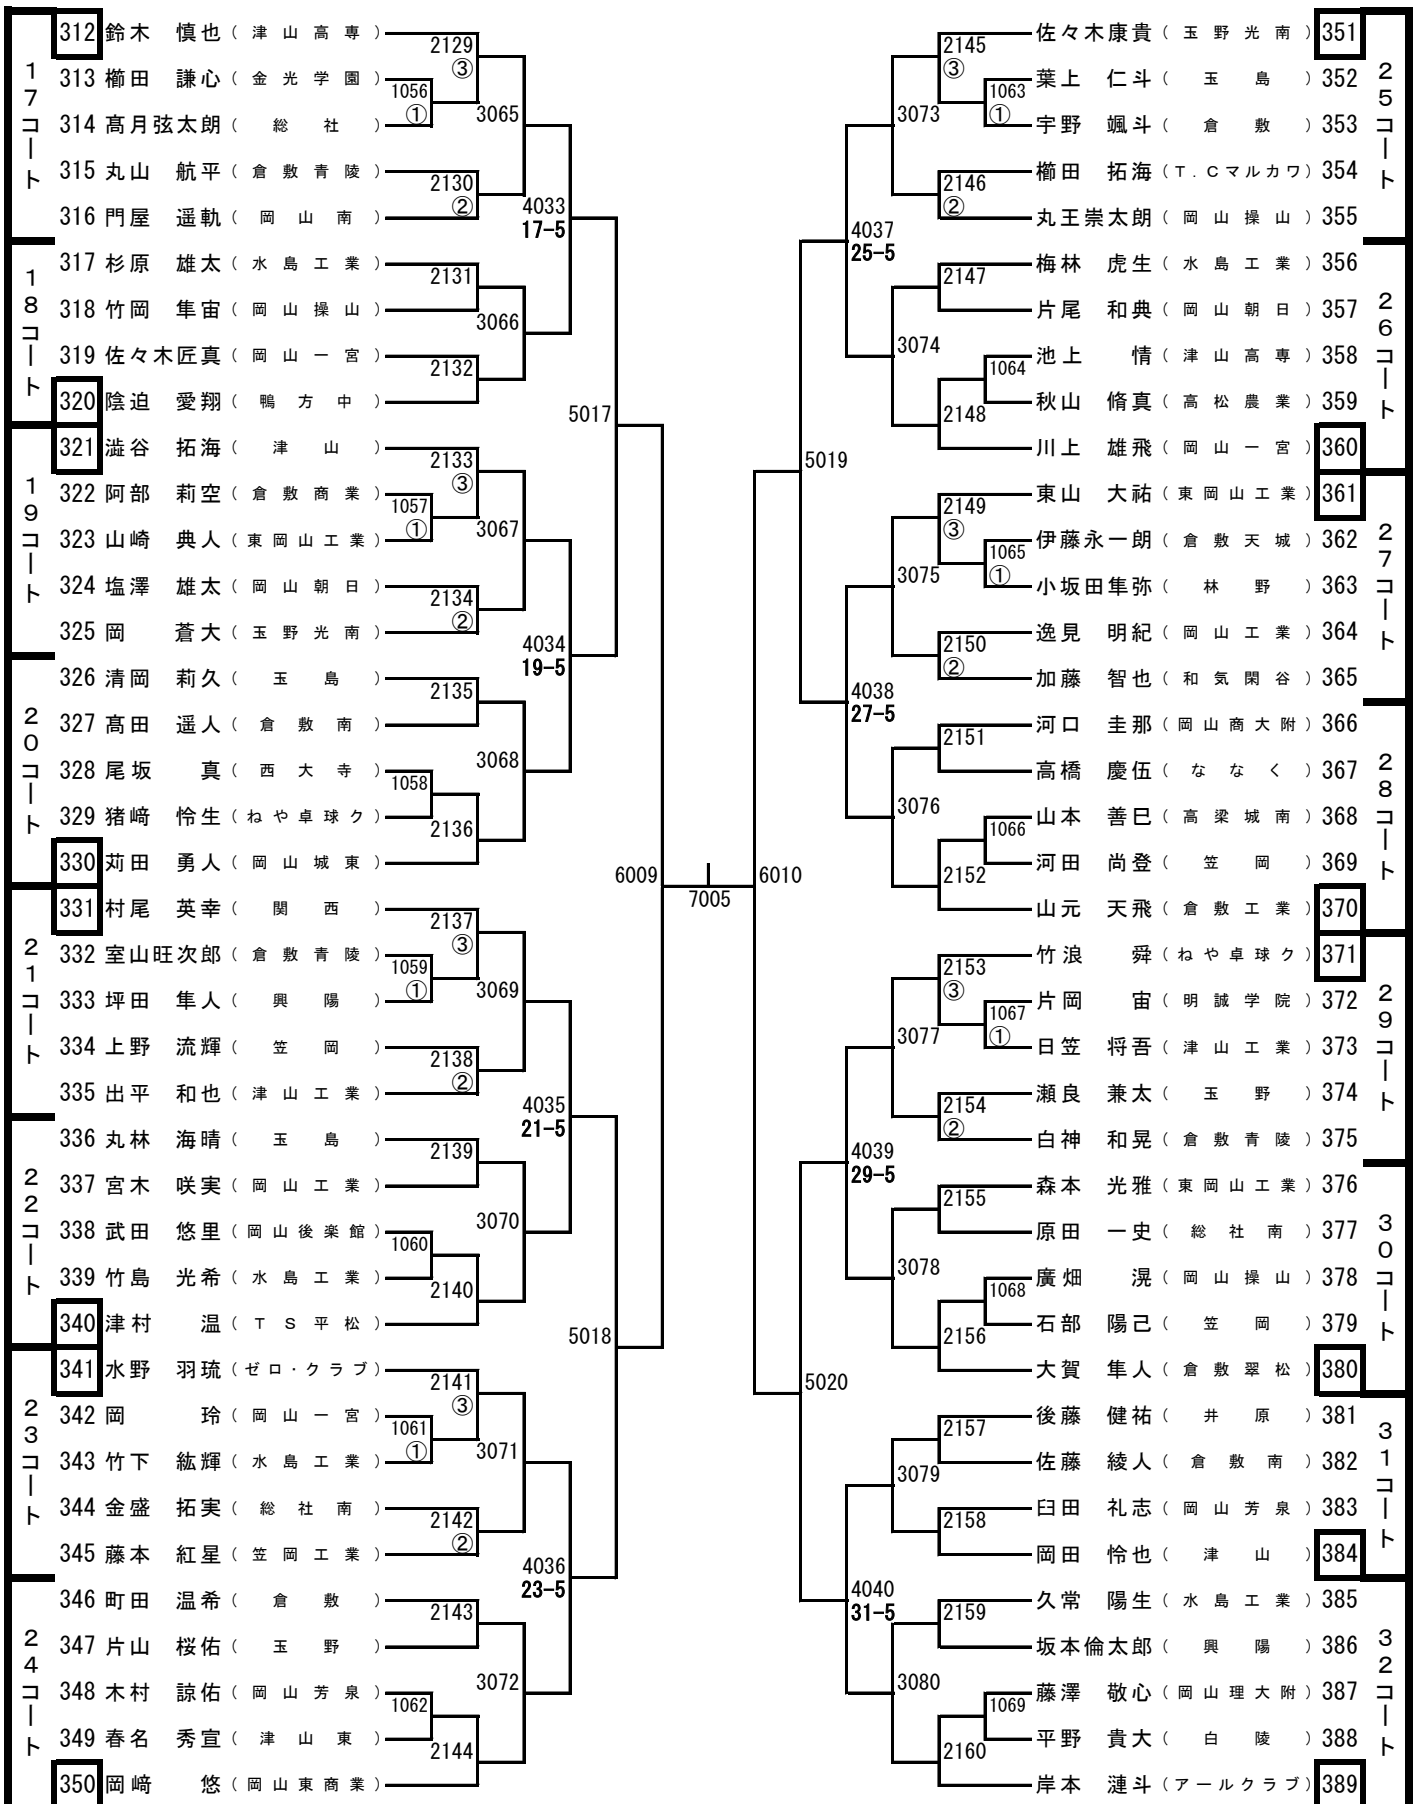 17コート
312 鈴木 慎也 (津山高専)
2129
③
313 櫛田 謙心 (金光学園)
1056
①
3065
314 髙月弦太朗 (総社)
315 丸山 航平 (倉敷青陵)
2130
②
4033
17-5
316 門屋 遥軌 (岡山南)
18コート
317 杉原 雄太 (水島工業)
2131
318 竹岡 隼宙 (岡山操山)
3066
319 佐々木匠真 (岡山一宮)
2132
320 陰迫 愛翔 (鴨方中)
5017
19コート
321 澁谷 拓海 (津山)
2133
③
322 阿部 莉空 (倉敷商業)
1057
①
3067
323 山崎 典人 (東岡山工業)
324 塩澤 雄太 (岡山朝日)
2134
②
325 岡 蒼大 (玉野光南)
4034
19-5
20コート
326 清岡 莉久 (玉島)
2135
327 髙田 遥人 (倉敷南)
3068
328 尾坂 真 (西大寺)
1058
329 猪﨑 怜生 (ねや卓球ク)
2136
330 苅田 勇人 (岡山城東)
6009
7005
21コート
331 村尾 英幸 (関西)
2137
③
332 室山旺次郎 (倉敷青陵)
1059
①
3069
333 坪田 隼人 (興陽)
334 上野 流輝 (笠岡)
2138
②
335 出平 和也 (津山工業)
4035
21-5
22コート
336 丸林 海晴 (玉島)
2139
337 宮木 咲実 (岡山工業)
3070
338 武田 悠里 (岡山後楽館)
1060
339 竹島 光希 (水島工業)
2140
340 津村 温 (TS平松)
5018
23コート
341 水野 羽琉 (ゼロ・クラブ)
2141
③
342 岡 玲 (岡山一宮)
1061
①
3071
343 竹下 紘輝 (水島工業)
344 金盛 拓実 (総社南)
2142
②
345 藤本 紅星 (笠岡工業)
4036
23-5
24コート
346 町田 温希 (倉敷)
2143
347 片山 桜佑 (玉野)
3072
348 木村 諒佑 (岡山芳泉)
1062
349 春名 秀宣 (津山東)
2144
350 岡﨑 悠 (岡山東商業)
25コート
佐々木康貴 (玉野光南) 351
2145
③
葉上 仁斗 (玉島) 352
1063
①
3073
宇野 颯斗 (倉敷) 353
櫛田 拓海 (T.Cマルカワ) 354
2146
②
丸王崇太朗 (岡山操山) 355
4037
25-5
26コート
梅林 虎生 (水島工業) 356
2147
片尾 和典 (岡山朝日) 357
3074
池上 情 (津山高専) 358
1064
秋山 脩真 (高松農業) 359
2148
川上 雄飛 (岡山一宮) 360
5019
27コート
東山 大祐 (東岡山工業) 361
2149
③
伊藤永一朗 (倉敷天城) 362
1065
①
3075
小坂田隼弥 (林野) 363
逸見 明紀 (岡山工業) 364
2150
②
加藤 智也 (和気閑谷) 365
4038
27-5
28コート
河口 圭那 (岡山商大附) 366
2151
高橋 慶伍 (ななく) 367
3076
山本 善巳 (高梁城南) 368
1066
河田 尚登 (笠岡) 369
2152
山元 天飛 (倉敷工業) 370
6010
29コート
竹浪 舜 (ねや卓球ク) 371
2153
③
片岡 宙 (明誠学院) 372
1067
①
3077
日笠 将吾 (津山工業) 373
瀬良 兼太 (玉野) 374
2154
②
白神 和晃 (倉敷青陵) 375
4039
29-5
30コート
森本 光雅 (東岡山工業) 376
2155
原田 一史 (総社南) 377
3078
廣畑 滉 (岡山操山) 378
1068
石部 陽己 (笠岡) 379
2156
大賀 隼人 (倉敷翠松) 380
5020
31コート
後藤 健祐 (井原) 381
2157
佐藤 綾人 (倉敷南) 382
3079
臼田 礼志 (岡山芳泉) 383
2158
岡田 怜也 (津山) 384
4040
31-5
32コート
久常 陽生 (水島工業) 385
2159
坂本倫太郎 (興陽) 386
3080
藤澤 敬心 (岡山理大附) 387
1069
平野 貴大 (白陵) 388
2160
岸本 漣斗 (アールクラブ) 389